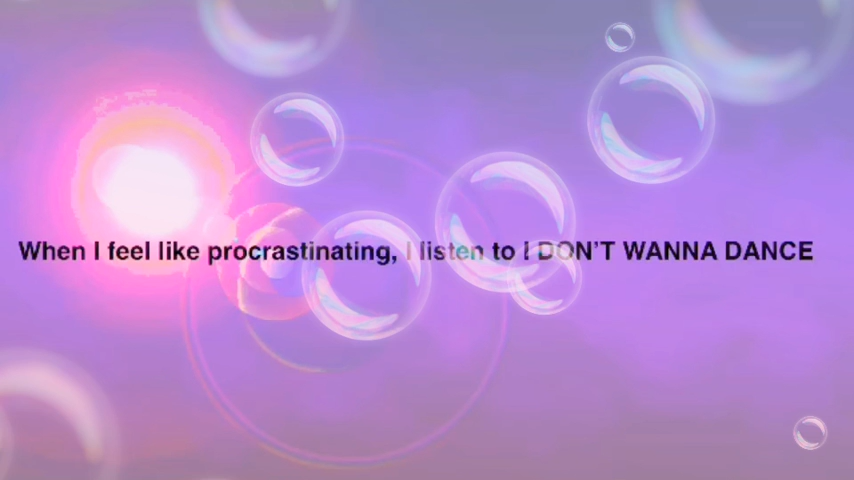 When I feel like procrastinating, I listen to I DON’T WANNA DANCE